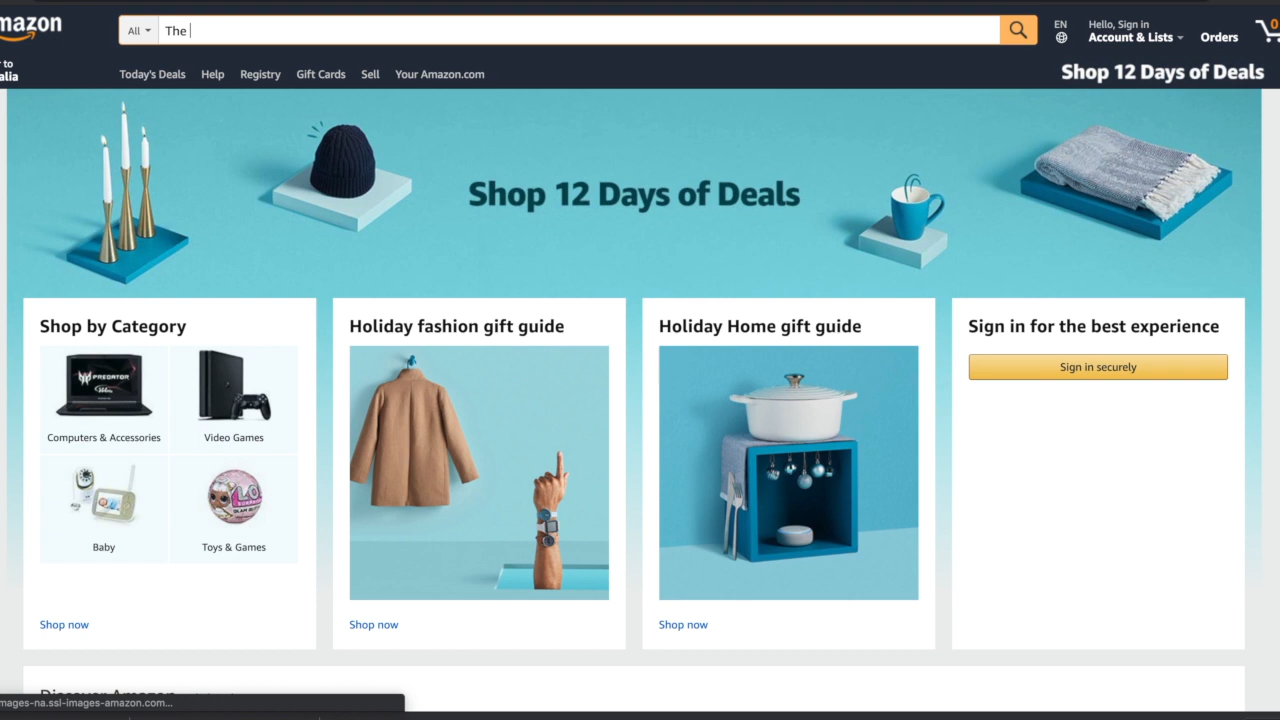 mazon
All
The
EN
Hello, Sign in
Account & Lists
Orders
0
to
alia
Today's Deals
Help
Registry
Gift Cards
Sell
Your Amazon.com
Shop 12 Days of Deals
Shop 12 Days of Deals
Shop by Category
PREDATOR
Computers & Accessories
Video Games
Baby
Toys & Games
Shop now
Holiday fashion gift guide
Shop now
Holiday Home gift guide
Shop now
Sign in for the best experience
Sign in securely
Discover Amazon
mages-na.ssl-images-amazon.com...